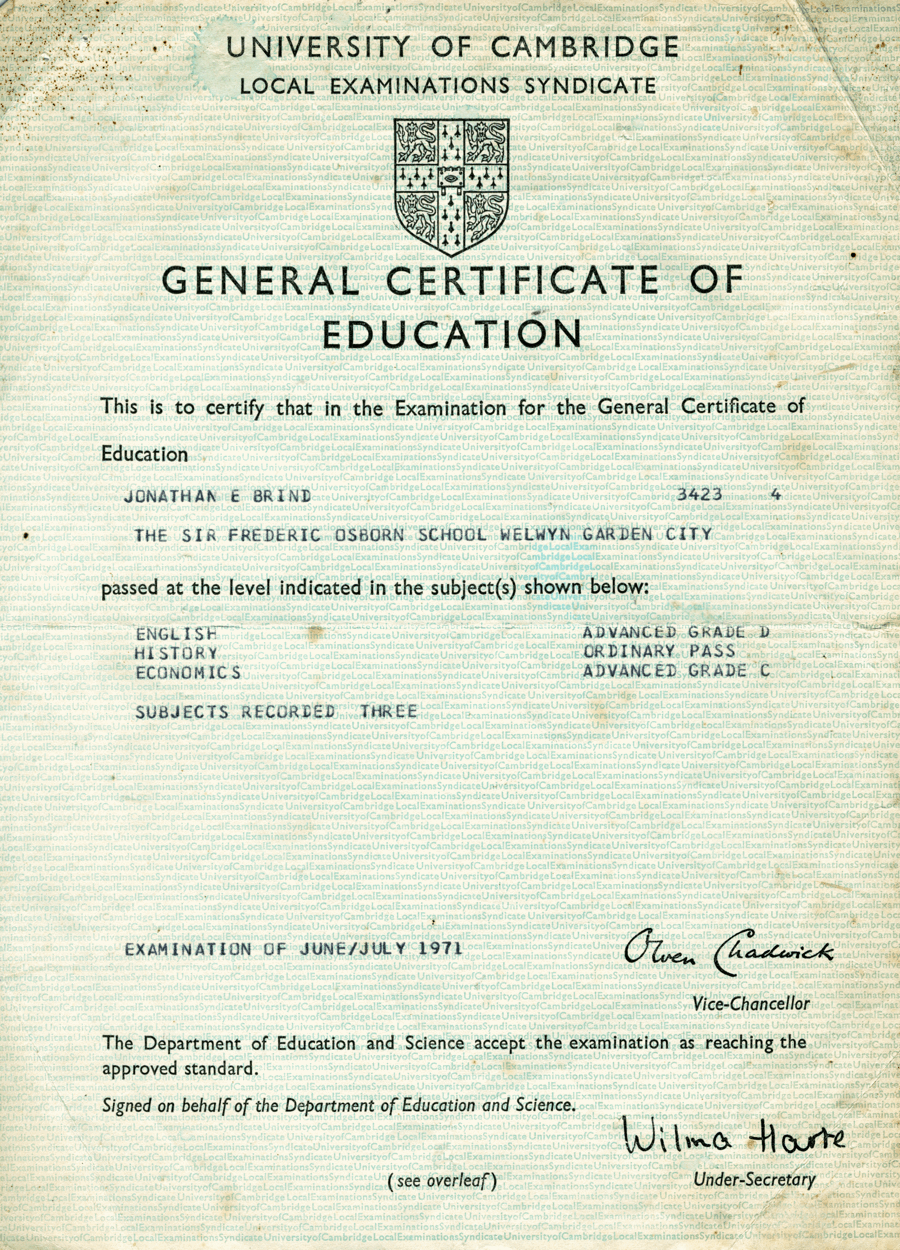 UNIVERSITY OF CAMBRIDGE
LOCAL EXAMINATIONS SYNDICATE
GENERAL CERTIFICATE OF
EDUCATION
This is to certify that in the Examination for the General Certificate of
Education
JONATHAN E BRIND 3423 4
THE SIR FREDERIC OSBORN SCHOOL WELWYN GARDEN CITY
passed at the level indicated in the subject(s) shown below:
ENGLISH ADVANCED GRADE D
HISTORY ORDINARY PASS
ECONOMICS ADVANCED GRADE C
SUBJECTS RECORDED THREE
EXAMINATION OF JUNE/JULY 1971
Owen Chadwick
Vice-Chancellor
The Department of Education and Science accept the examination as reaching the
approved standard.
Signed on behalf of the Department of Education and Science.
Wilma Harte
(see overleaf)
Under-Secretary